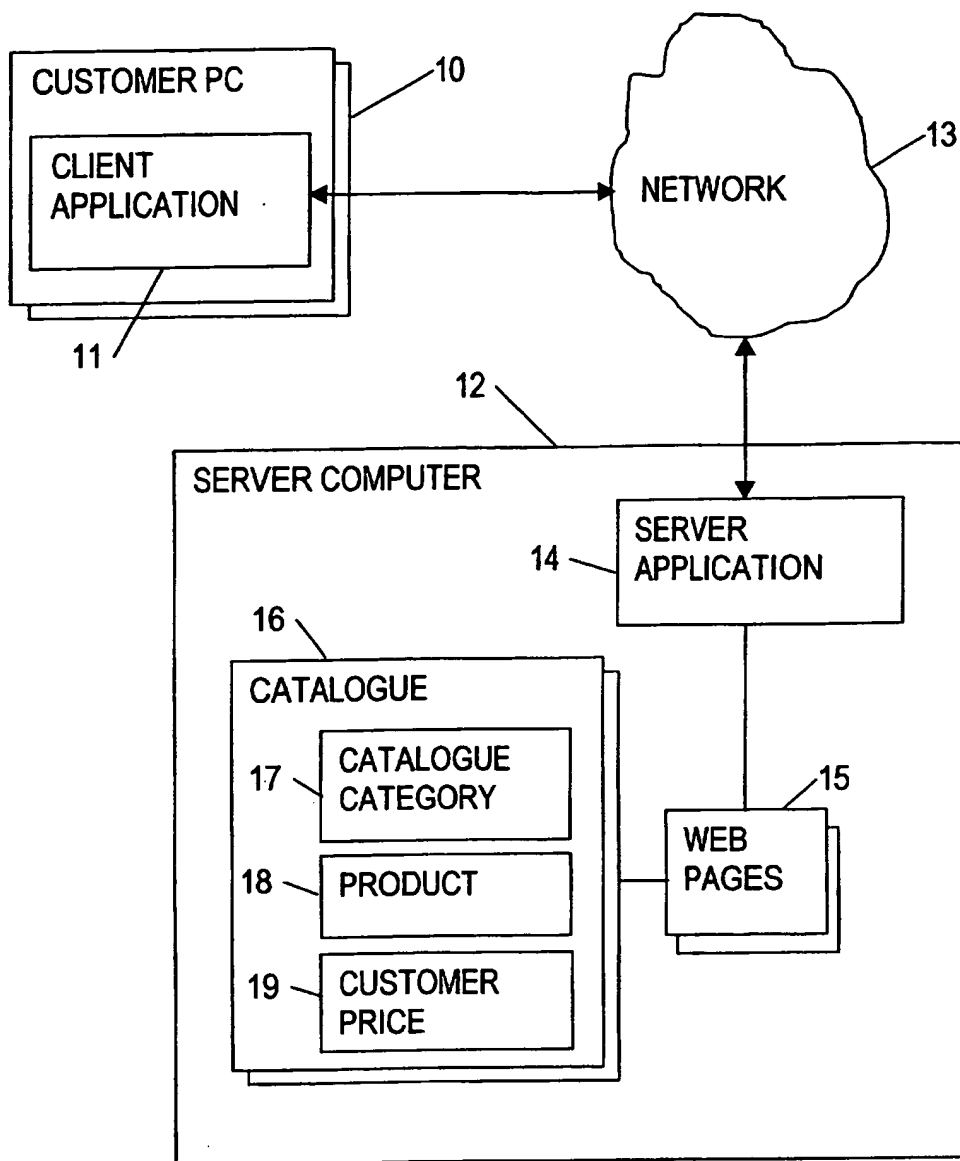 CUSTOMER PC
10
CLIENT
APPLICATION
11
NETWORK
13
12
SERVER COMPUTER
14
SERVER
APPLICATION
16
CATALOGUE
17
CATALOGUE
CATEGORY
18
PRODUCT
19
CUSTOMER
PRICE
15
WEB
PAGES